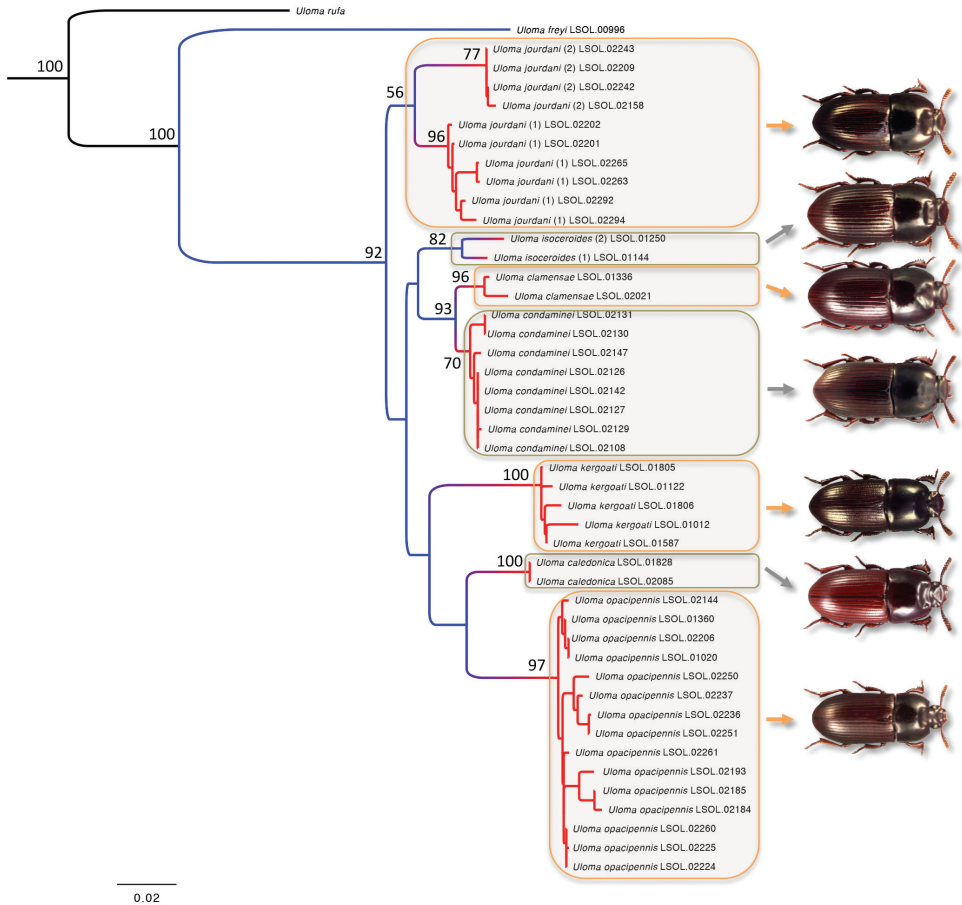 Uloma rufa
Uloma freyi LSOL.00996
100
100
92
56
77
Uloma jourdani (2) LSOL.02243
Uloma jourdani (2) LSOL.02209
Uloma jourdani (2) LSOL.02242
Uloma jourdani (2) LSOL.02158
96
Uloma jourdani (1) LSOL.02202
Uloma jourdani (1) LSOL.02201
Uloma jourdani (1) LSOL.02265
Uloma jourdani (1) LSOL.02263
Uloma jourdani (1) LSOL.02292
Uloma jourdani (1) LSOL.02294
82
Uloma isoceroides (2) LSOL.01250
Uloma isoceroides (1) LSOL.01144
96
Uloma clamensae LSOL.01336
Uloma clamensae LSOL.02021
93
70
Uloma condaminei LSOL.02131
Uloma condaminei LSOL.02130
Uloma condaminei LSOL.02147
Uloma condaminei LSOL.02126
Uloma condaminei LSOL.02142
Uloma condaminei LSOL.02127
Uloma condaminei LSOL.02129
Uloma condaminei LSOL.02108
100
Uloma kergoati LSOL.01805
Uloma kergoati LSOL.01122
Uloma kergoati LSOL.01806
Uloma kergoati LSOL.01012
Uloma kergoati LSOL.01587
100
Uloma caledonica LSOL.01828
Uloma caledonica LSOL.02085
97
Uloma opacipennis LSOL.02144
Uloma opacipennis LSOL.01360
Uloma opacipennis LSOL.02206
Uloma opacipennis LSOL.01020
Uloma opacipennis LSOL.02250
Uloma opacipennis LSOL.02237
Uloma opacipennis LSOL.02236
Uloma opacipennis LSOL.02251
Uloma opacipennis LSOL.02261
Uloma opacipennis LSOL.02193
Uloma opacipennis LSOL.02185
Uloma opacipennis LSOL.02184
Uloma opacipennis LSOL.02260
Uloma opacipennis LSOL.02225
Uloma opacipennis LSOL.02224
0.02